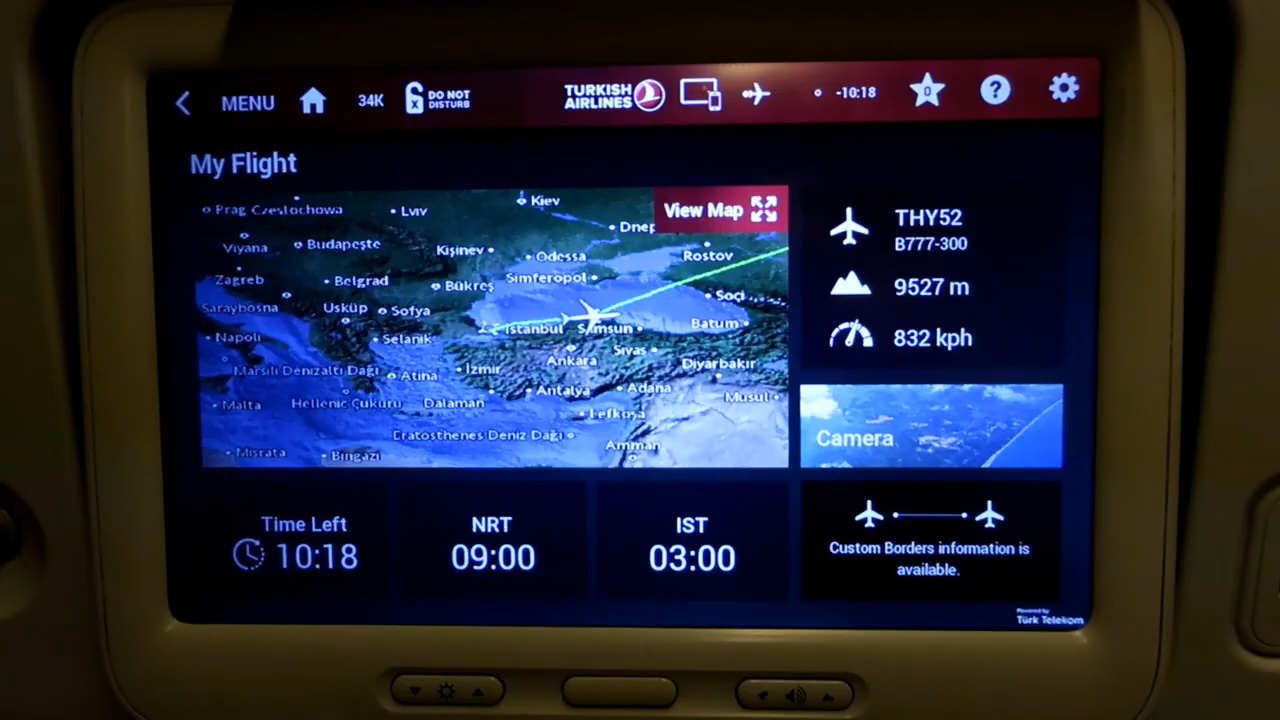 MENU
34K
DO NOT
DISTURB
TURKISH
AIRLINES
-10:18
0
?
My Flight
View Map
Prag Częstochowa
Lviv
Kiev
Dnep
Viyana
Budapeşte
Kişinev
Odessa
Rostov
Zagreb
Belgrad
Bükreş
Simferopol
Soçi
Saraybosna
Üsküp
Sofya
İstanbul
Samsun
Batum
Napoli
Selanik
Ankara
Sivas
Diyarbakır
Marsili Denizaltı Dağı
Atina
İzmir
Antalya
Adana
Musul
Malta
Hellenic Çukuru
Dalaman
Lefkoşa
Eratosthenes Deniz Dağı
Amman
Misrata
Bingazi
THY52
B777-300
9527 m
832 kph
Camera
Time Left
10:18
NRT
09:00
IST
03:00
Custom Borders information is
available.
Powered by
Türk Telekom